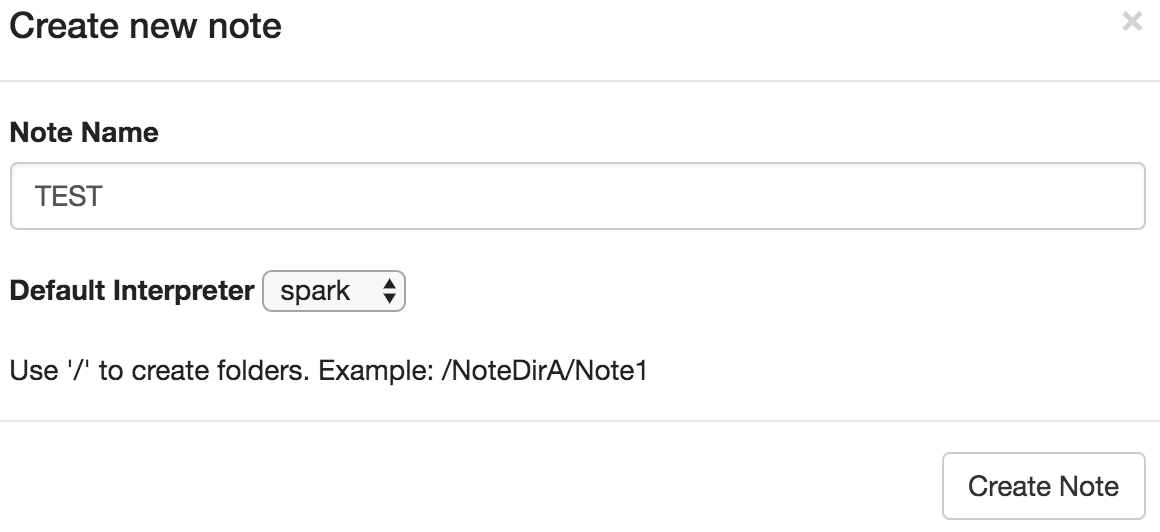 Create new note ×
Note Name
TEST
Default Interpreter spark
Use '/' to create folders. Example: /NoteDirA/Note1
Create Note